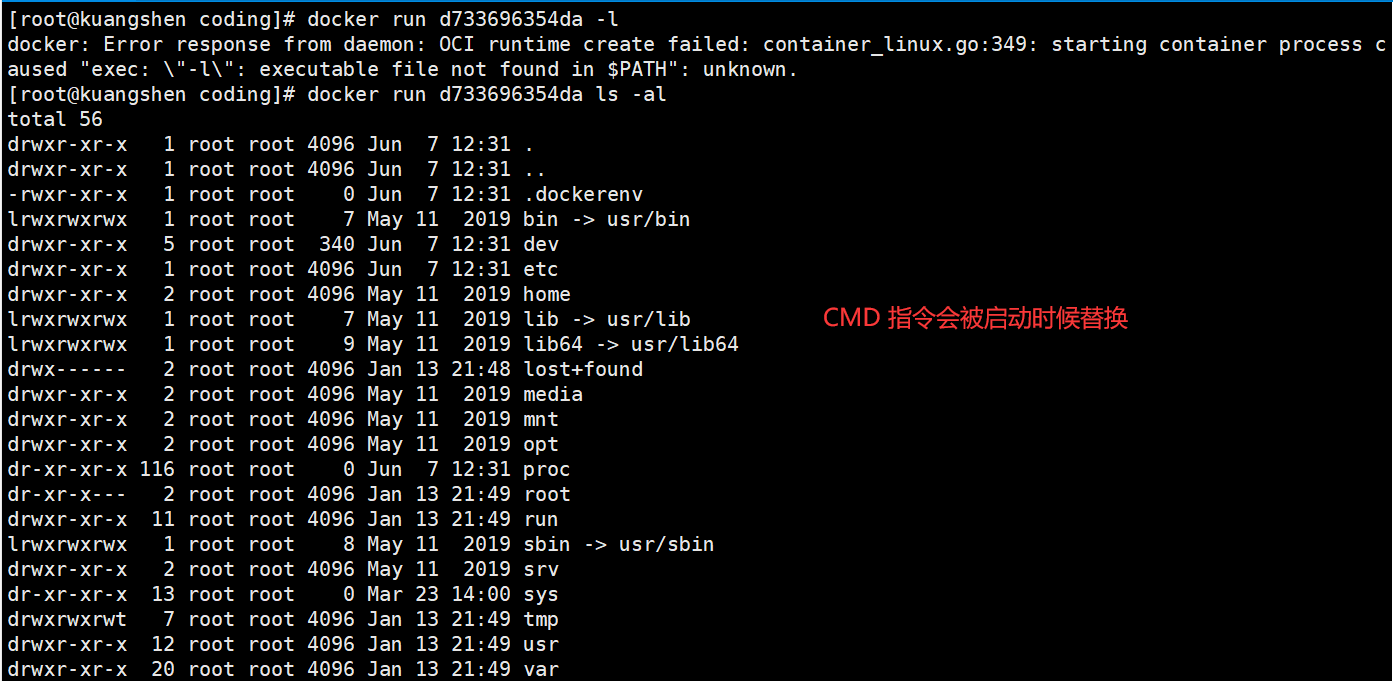 [root@kuangshen coding]# docker run d733696354da -l
docker: Error response from daemon: OCI runtime create failed: container_linux.go:349: starting container process c
aused "exec: \"-l\": executable file not found in $PATH": unknown.
[root@kuangshen coding]# docker run d733696354da ls -al
total 56
drwxr-xr-x   1 root root 4096 Jun  7 12:31 .
drwxr-xr-x   1 root root 4096 Jun  7 12:31 ..
-rwxr-xr-x   1 root root    0 Jun  7 12:31 .dockerenv
lrwxrwxrwx   1 root root    7 May 11  2019 bin -> usr/bin
drwxr-xr-x   5 root root  340 Jun  7 12:31 dev
drwxr-xr-x   1 root root 4096 Jun  7 12:31 etc
drwxr-xr-x   2 root root 4096 May 11  2019 home
lrwxrwxrwx   1 root root    7 May 11  2019 lib -> usr/lib
CMD 指令会被启动时候替换
lrwxrwxrwx   1 root root    9 May 11  2019 lib64 -> usr/lib64
drwx------   2 root root 4096 Jan 13 21:48 lost+found
drwxr-xr-x   2 root root 4096 May 11  2019 media
drwxr-xr-x   2 root root 4096 May 11  2019 mnt
drwxr-xr-x   2 root root 4096 May 11  2019 opt
dr-xr-xr-x 116 root root    0 Jun  7 12:31 proc
dr-xr-x---   2 root root 4096 Jan 13 21:49 root
drwxr-xr-x  11 root root 4096 Jan 13 21:49 run
lrwxrwxrwx   1 root root    8 May 11  2019 sbin -> usr/sbin
drwxr-xr-x   2 root root 4096 May 11  2019 srv
dr-xr-xr-x  13 root root    0 Mar 23 14:00 sys
drwxrwxrwt   7 root root 4096 Jan 13 21:49 tmp
drwxr-xr-x  12 root root 4096 Jan 13 21:49 usr
drwxr-xr-x  20 root root 4096 Jan 13 21:49 var